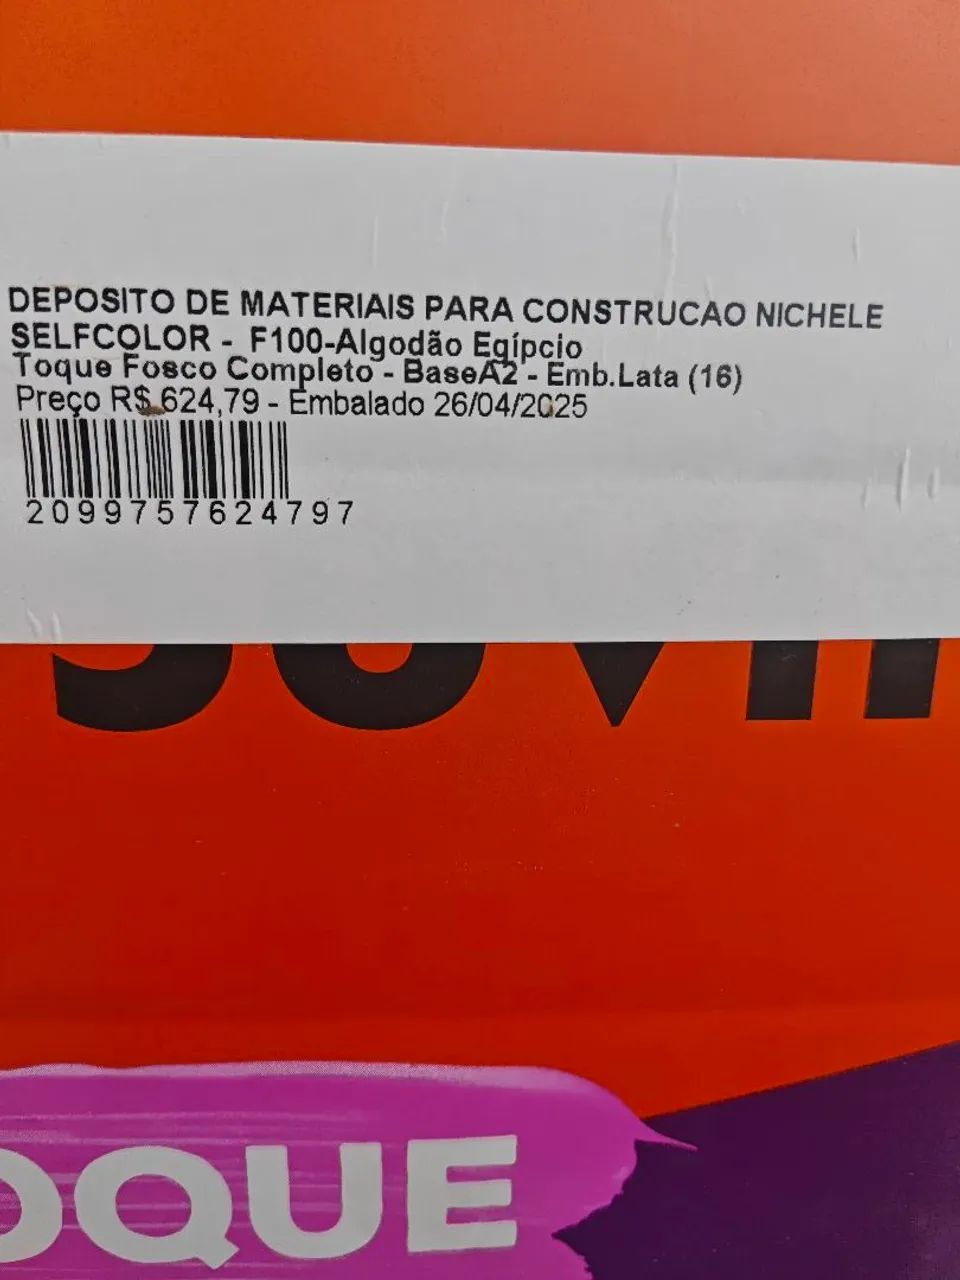 DEPOSITO DE MATERIAIS PARA CONSTRUCAO NICHELE
SELFCOLOR - F100-Algodão Egípcio
Toque Fosco Completo - BaseA2 - Emb.Lata (16)
Preço R$ 624,79 - Embalado 26/04/2025
2099757624797
OQUE